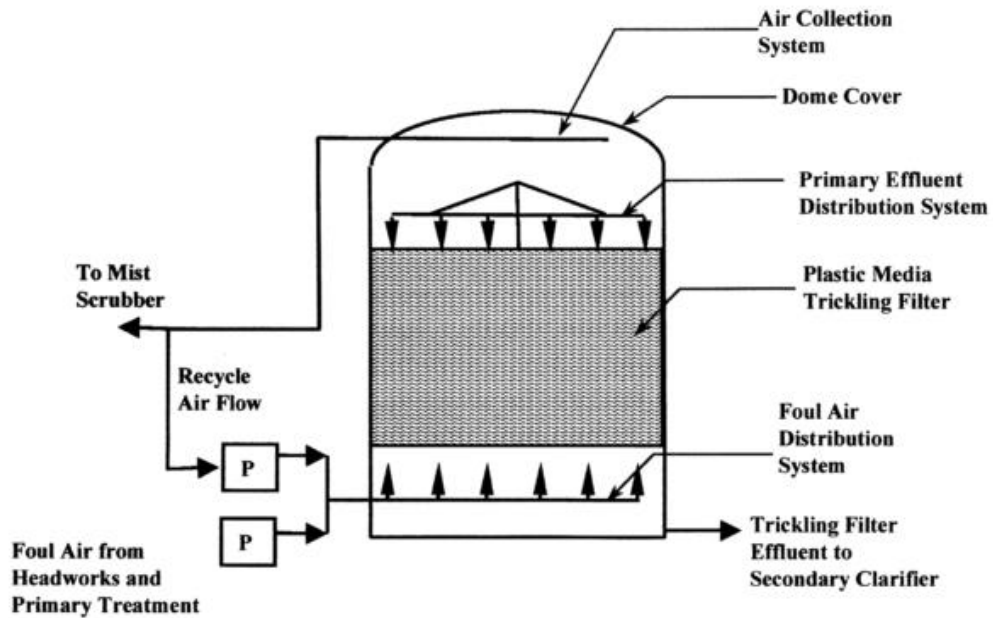 Air Collection
System
Dome Cover
Primary Effluent
Distribution System
To Mist
Scrubber
Plastic Media
Trickling Filter
Recycle
Air Flow
Foul Air
Distribution
System
P
P
Foul Air from
Headworks and
Primary Treatment
Trickling Filter
Effluent to
Secondary Clarifier